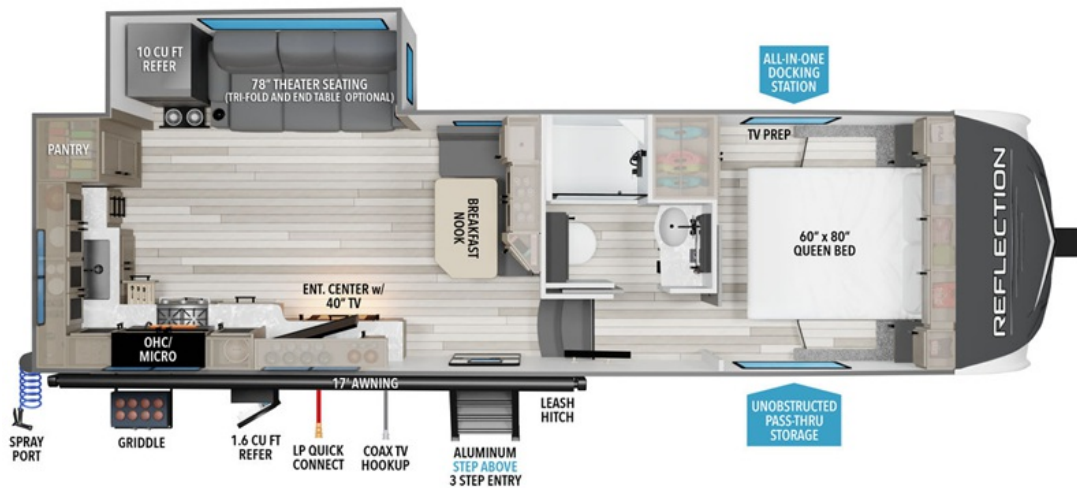 10 CU FT
REFER
78" THEATER SEATING
(TRI-FOLD AND END TABLE OPTIONAL)
ALL-IN-ONE
DOCKING
STATION
PANTRY
TV PREP
BREAKFAST
NOOK
60" x 80"
QUEEN BED
REFLECTION
ENT. CENTER w/
40" TV
OHC/
MICRO
17' AWNING
SPRAY
PORT
GRIDDLE
1.6 CU FT
REFER
LP QUICK
CONNECT
COAX TV
HOOKUP
ALUMINUM
STEP ABOVE
3 STEP ENTRY
LEASH
HITCH
UNOBSTRUCTED
PASS-THRU
STORAGE